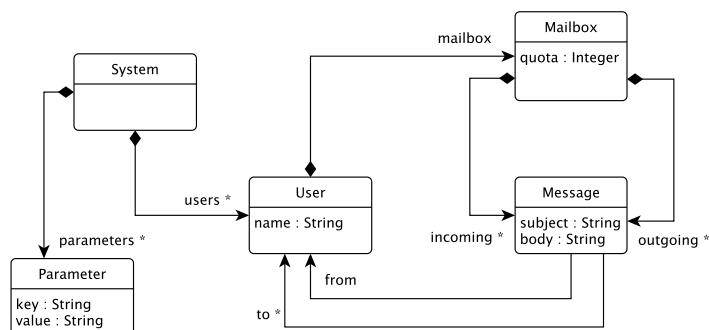 Mailbox
mailbox
quota : Integer
System
User
Message
users *
name : String
subject : String
incoming *
body : String
outgoing *
parameters *
Parameter
from
key : String
to *
value : String